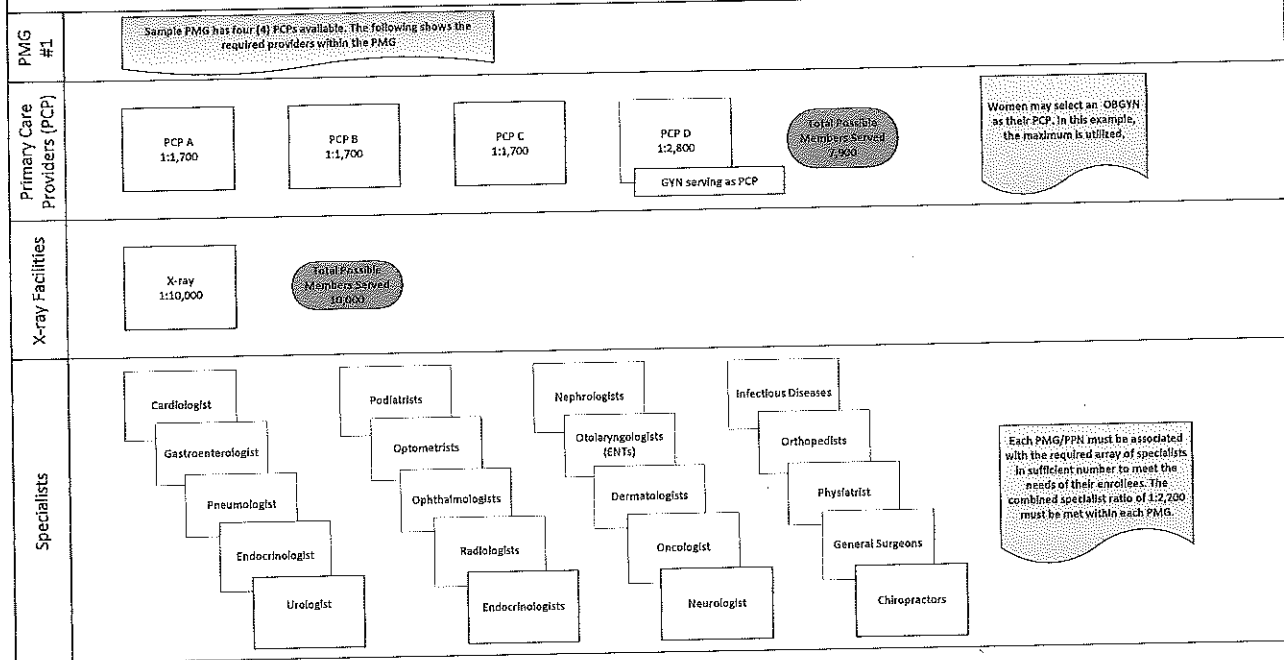 PMG
#1
Sample PMG has four (4) PCPs available. The following shows the
required providers within the PMG
Primary Care
Providers (PCP)
PCP A
1:1,700
PCP B
1:1,700
PCP C
1:1,700
PCP D
1:2,800
GYN serving as PCP
Total Possible
Members Served
7,900
Women may select an OBGYN
as their PCP. In this example,
the maximum is utilized.
X-ray Facilities
X-ray
1:10,000
Total Possible
Members Served
10,000
Specialists
Cardiologist
Gastroenterologist
Pneumologist
Endocrinologist
Urologist
Podiatrists
Optometrists
Ophthalmologists
Radiologists
Endocrinologists
Nephrologists
Otolaryngologists
(ENTs)
Dermatologists
Oncologist
Neurologist
Infectious Diseases
Orthopedists
Physiatrist
General Surgeons
Chiropractors
Each PMG/PPN must be associated
with the required array of specialists
in sufficient number to meet the
needs of their enrollees. The
combined specialist ratio of 1:2,200
must be met within each PMG.